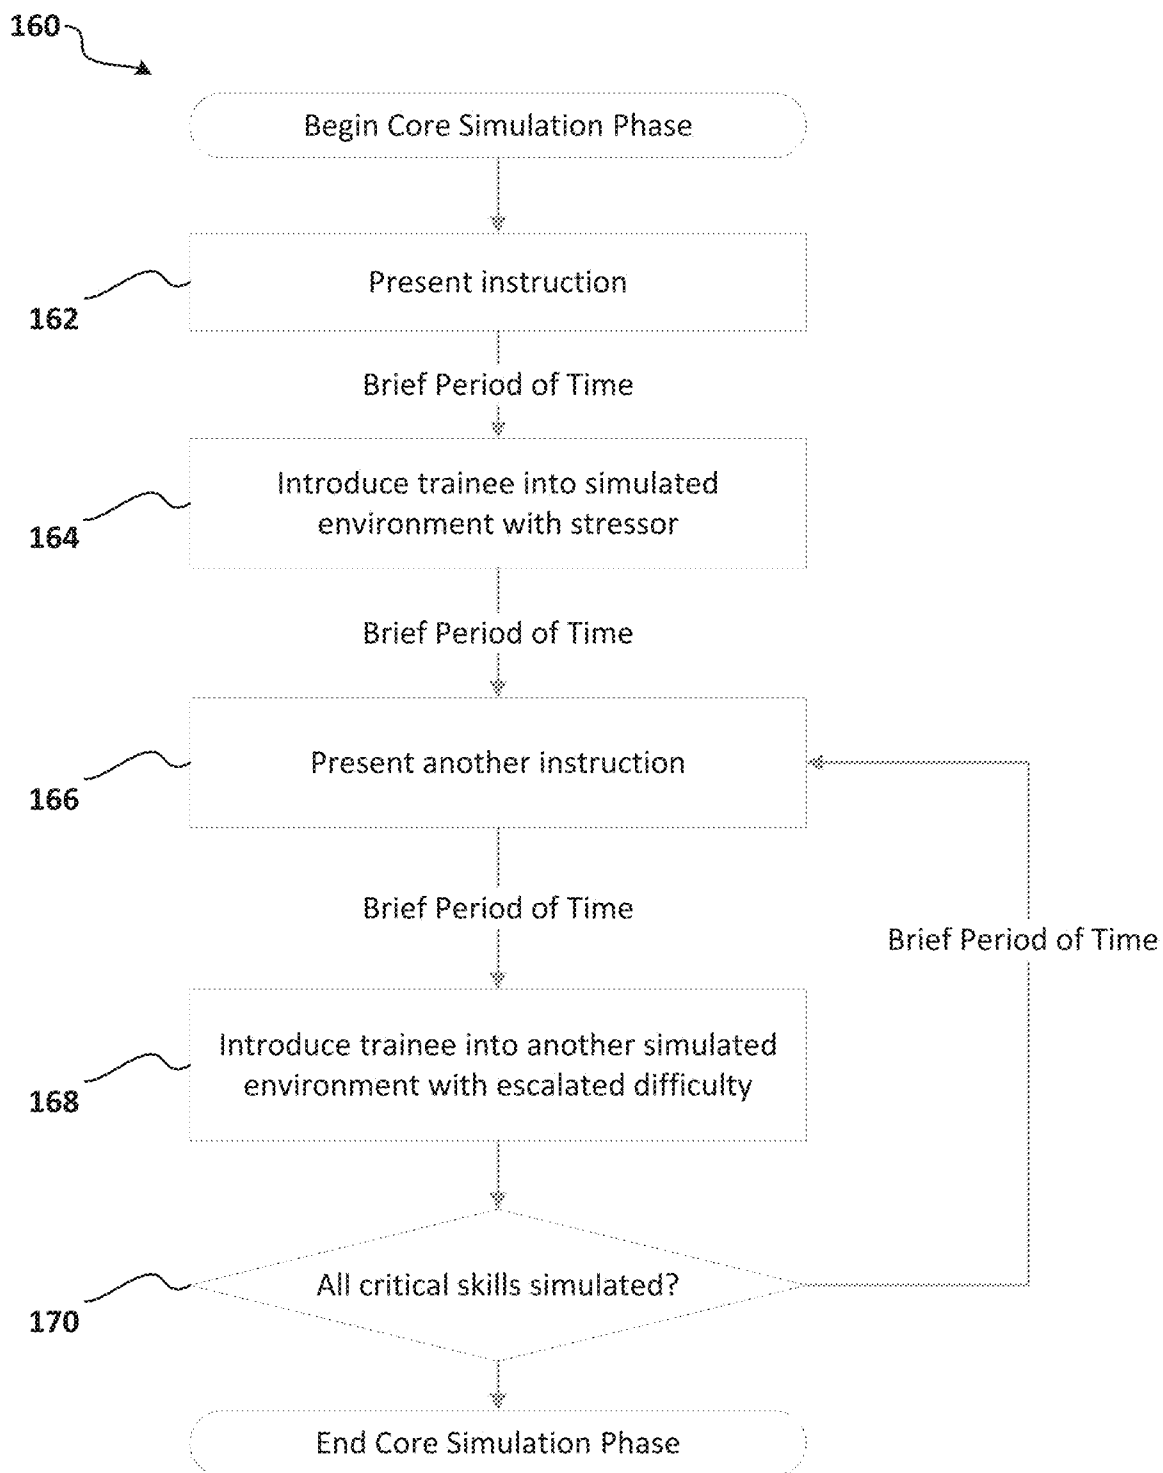 160
Begin Core Simulation Phase
Present instruction
162
Brief Period of Time
Introduce trainee into simulated
environment with stressor
164
Brief Period of Time
Present another instruction
166
Brief Period of Time
Brief Period of Time
Introduce trainee into another simulated
environment with escalated difficulty
168
All critical skills simulated?
170
End Core Simulation Phase